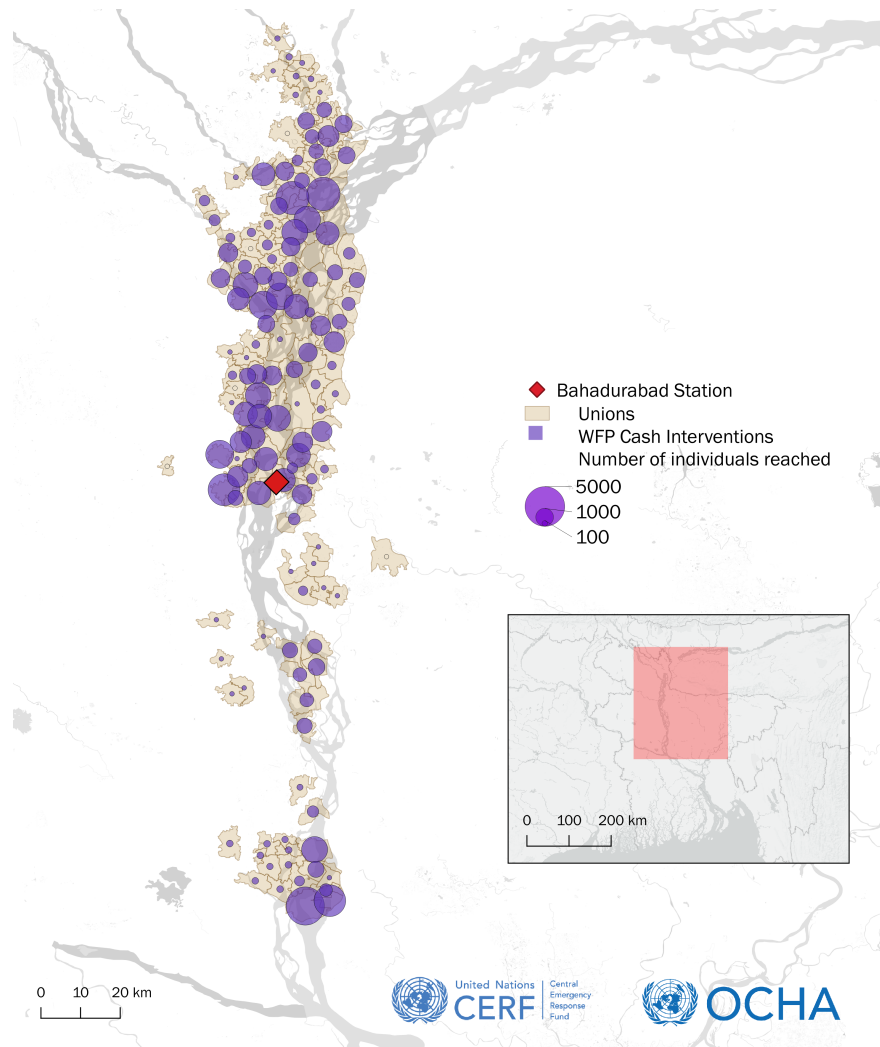 Bahadurabad Station
Unions
WFP Cash Interventions
Number of individuals reached
5000
1000
100
0 100 200 km
0 10 20 km
United Nations
CERF
Central
Emergency
Response
Fund
OCHA